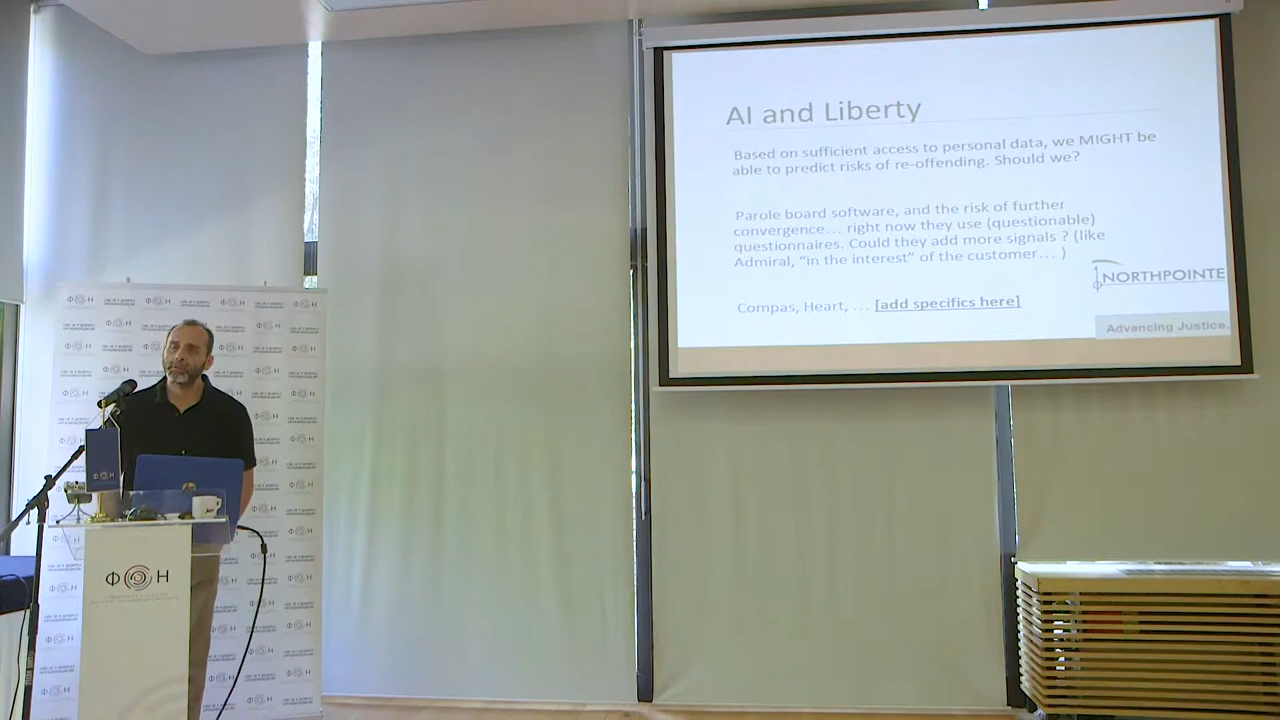 AI and Liberty
Based on sufficient access to personal data, we MIGHT be
able to predict risks of re-offending. Should we?
Parole board software, and the risk of further
convergence… right now they use (questionable)
questionnaires. Could they add more signals ? (like
Admiral, “in the interest” of the customer… )
NORTHPOINTE
Compas, Heart, … [add specifics here]
Advancing Justice.
ФОН